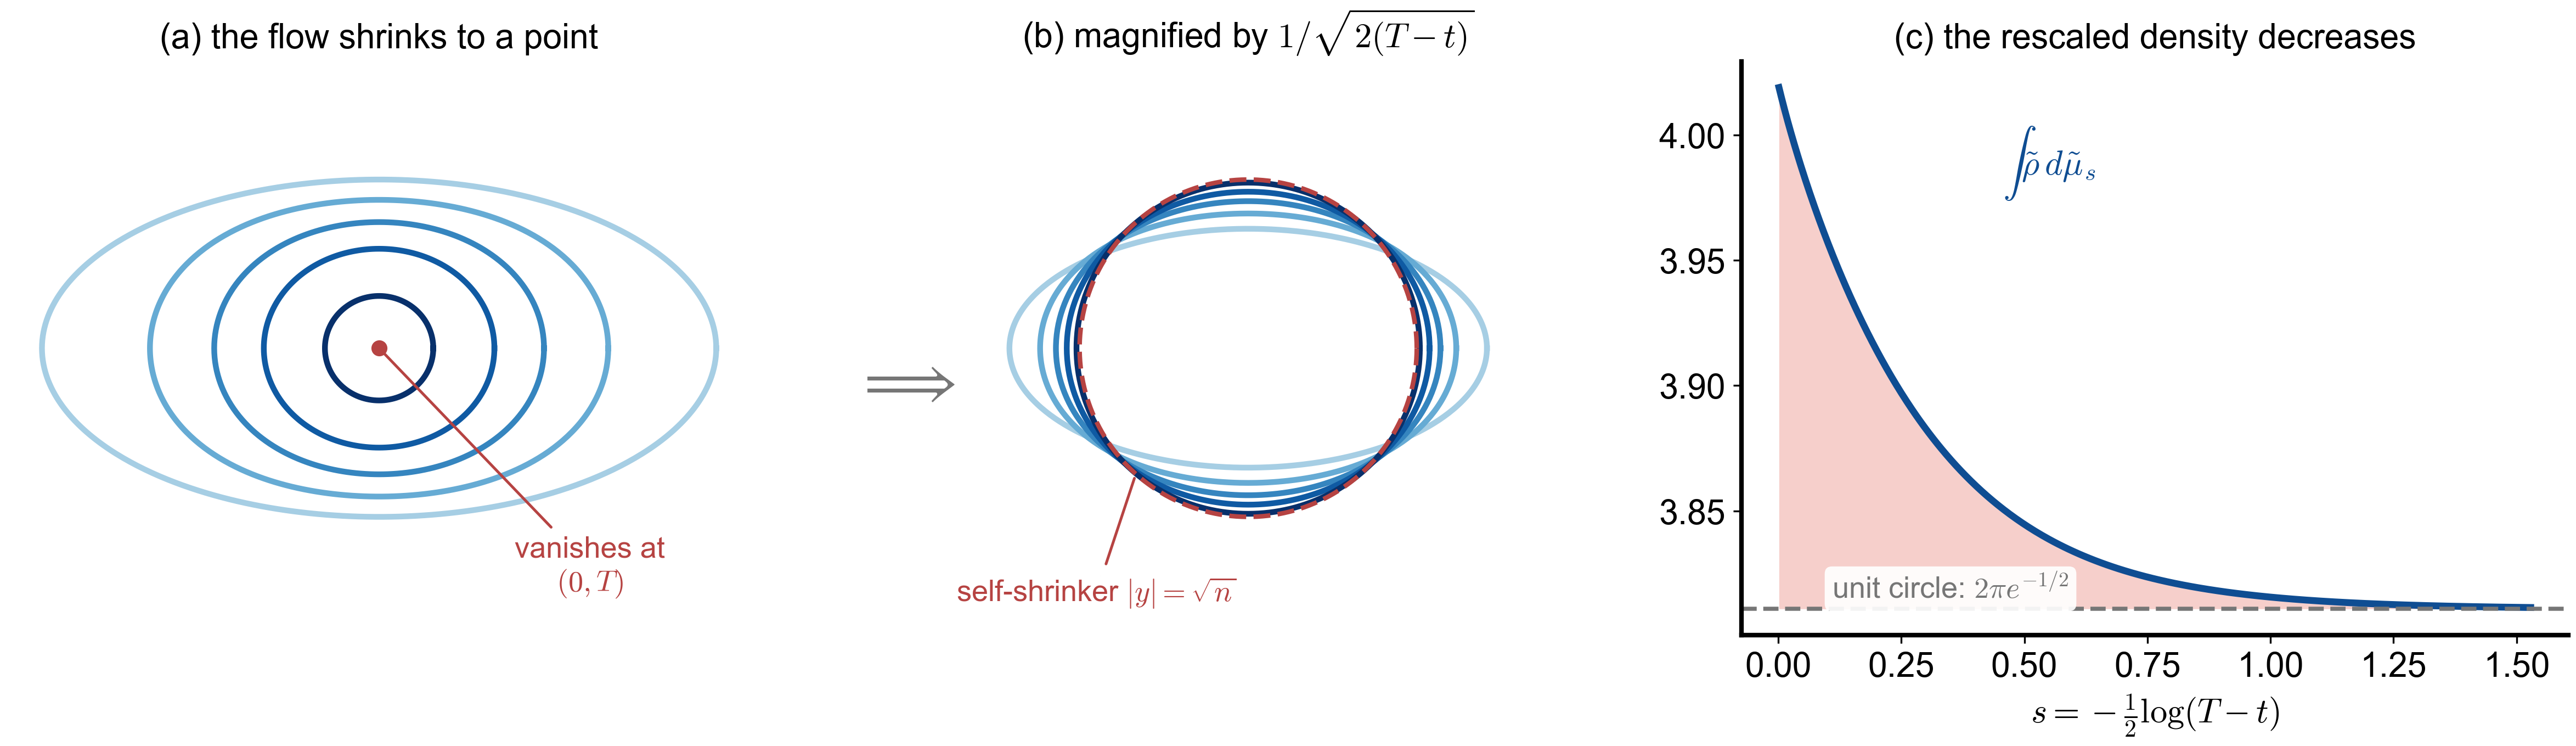 (a) the flow shrinks to a point
vanishes at
(0, T)
⟹
(b) magnified by 1/√2(T − t)
self-shrinker |y| = √n
(c) the rescaled density decreases
4.00
3.95
3.90
3.85
∫ρ̃ dμ̃ₛ
unit circle: 2πe^{−1/2}
0.00 0.25 0.50 0.75 1.00 1.25 1.50
s = −½log(T − t)